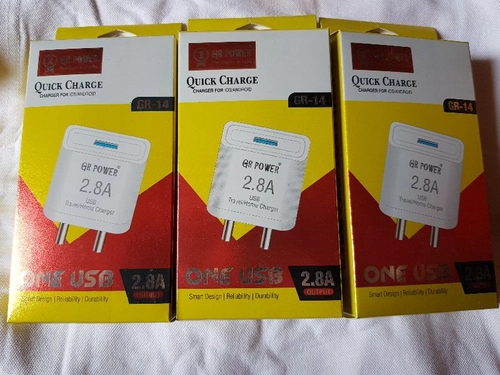 GR POWER
QUICK CHARGE
CHARGER FOR iOS/ANDROID
GR-14
GR POWER®
2.8A
USB
Travel/Home Charger
ONE USB
2.8A
Smart Design | Reliability | Durability
GR POWER
QUICK CHARGE
CHARGER FOR iOS/ANDROID
GR-14
GR POWER®
2.8A
USB
Travel/Home Charger
ONE USB
2.8A
OUTPUT
Smart Design | Reliability | Durability
QUICK CHARGE
CHARGER FOR iOS/ANDROID
GR-14
GR POWER®
2.8A
USB
Travel/Home Charger
ONE USB
2.8A
OUTPUT
Smart Design | Reliability | Durability